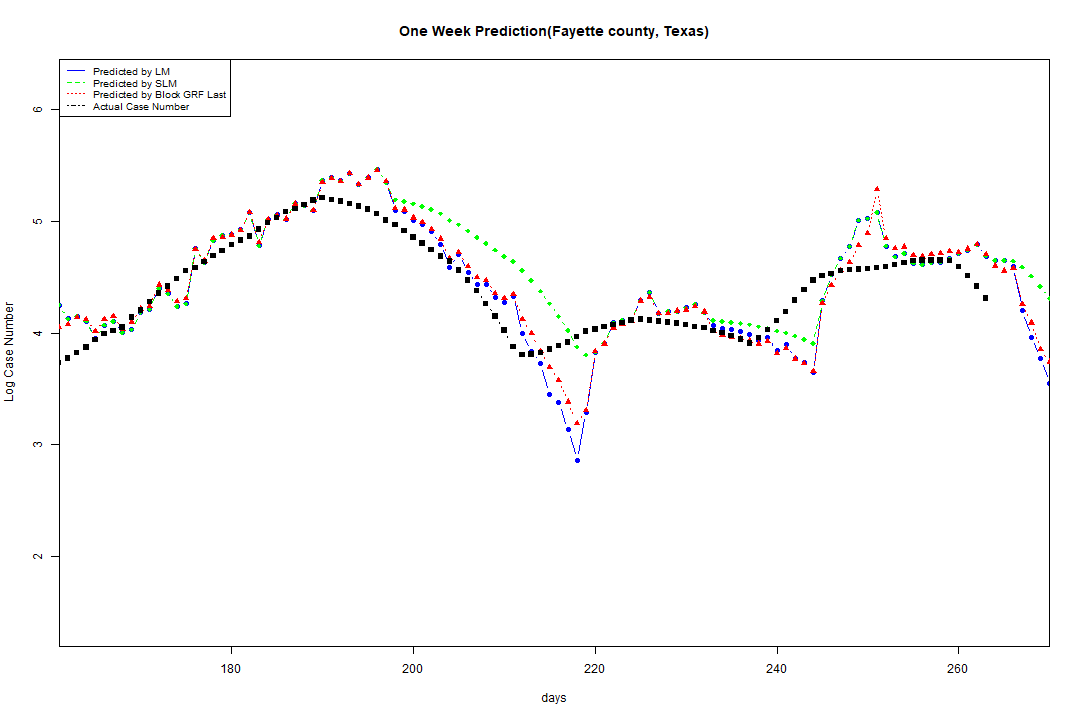 One Week Prediction(Fayette county, Texas)
Predicted by LM
Predicted by SLM
Predicted by Block GRF Last
Actual Case Number
6
5
4
3
2
Log Case Number
180 200 220 240 260
days